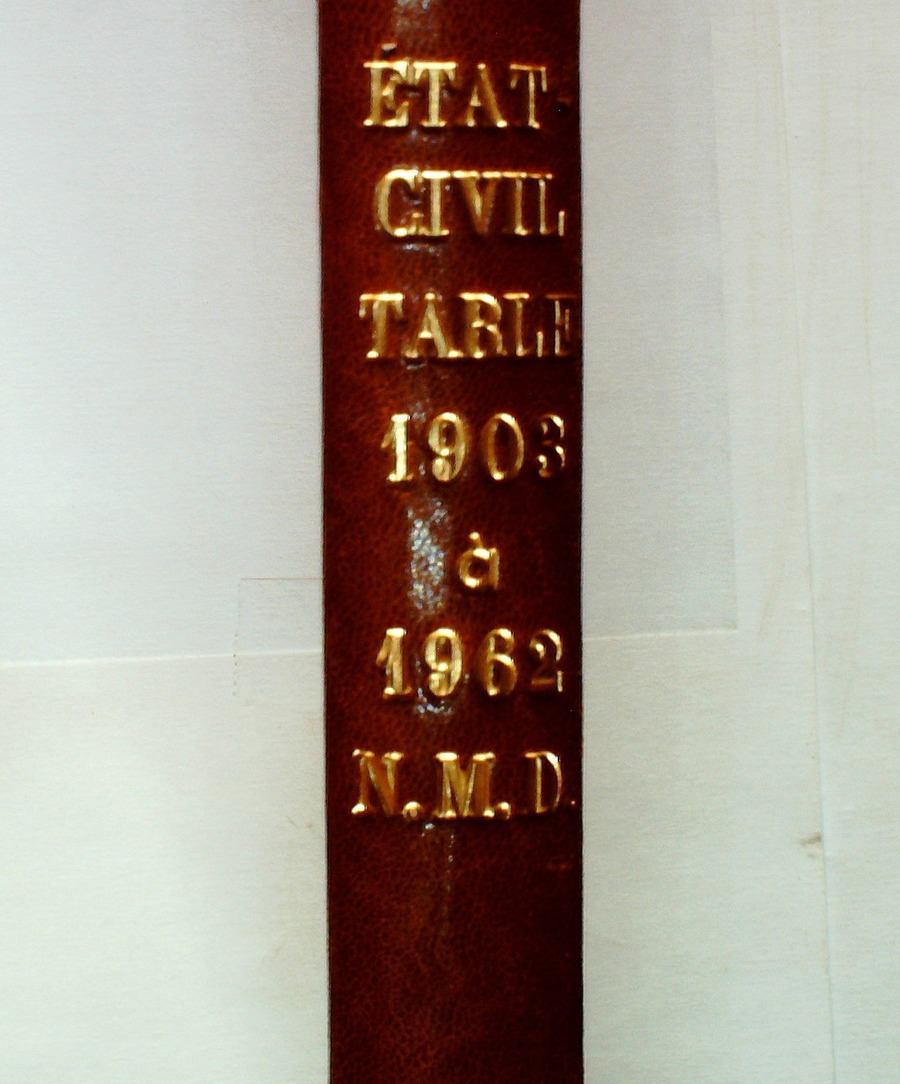 ÉTAT-
CIVIL
TABLE
1903
à
1962
N.M.D.